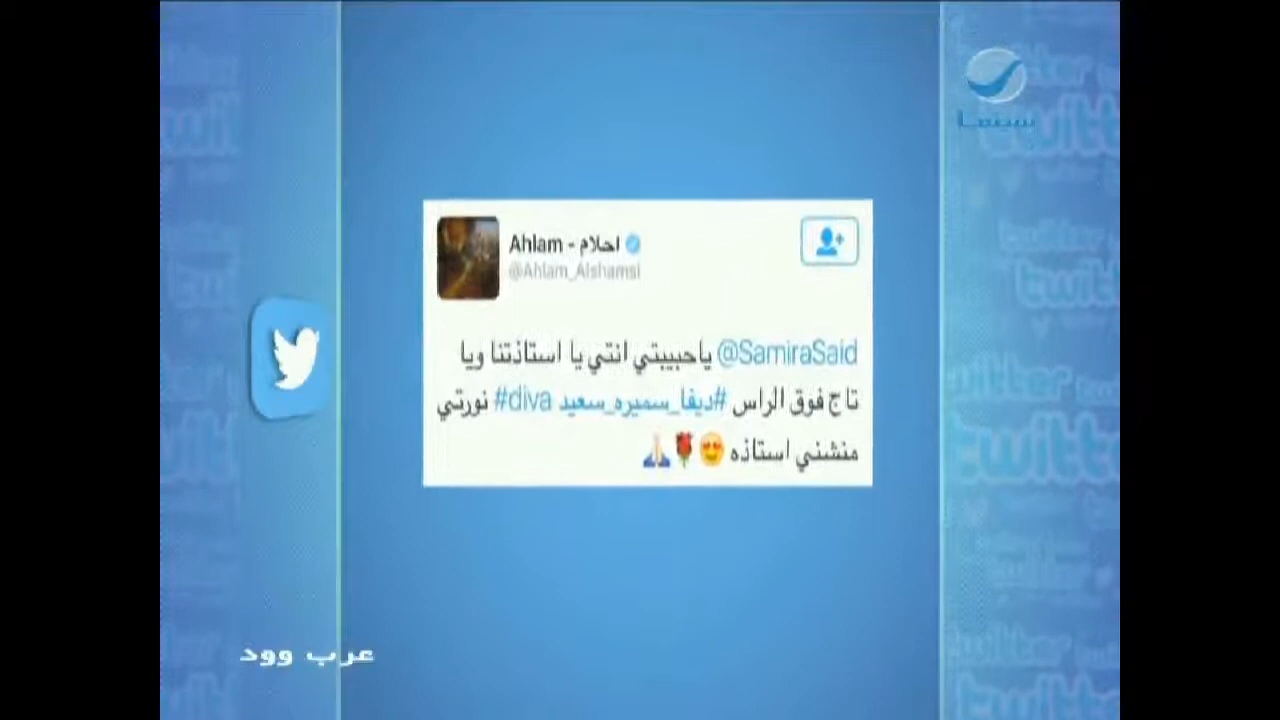 سينما
Ahlam - احلام
@Ahlam_Alshamsi
@SamiraSaid ياحبيبتي انتي يا استاذتنا ويا
تاج فوق الراس #ديفا_سميره_سعيد diva# نورتي
منشني استاذه 😍🌹🙏🏻
عرب وود